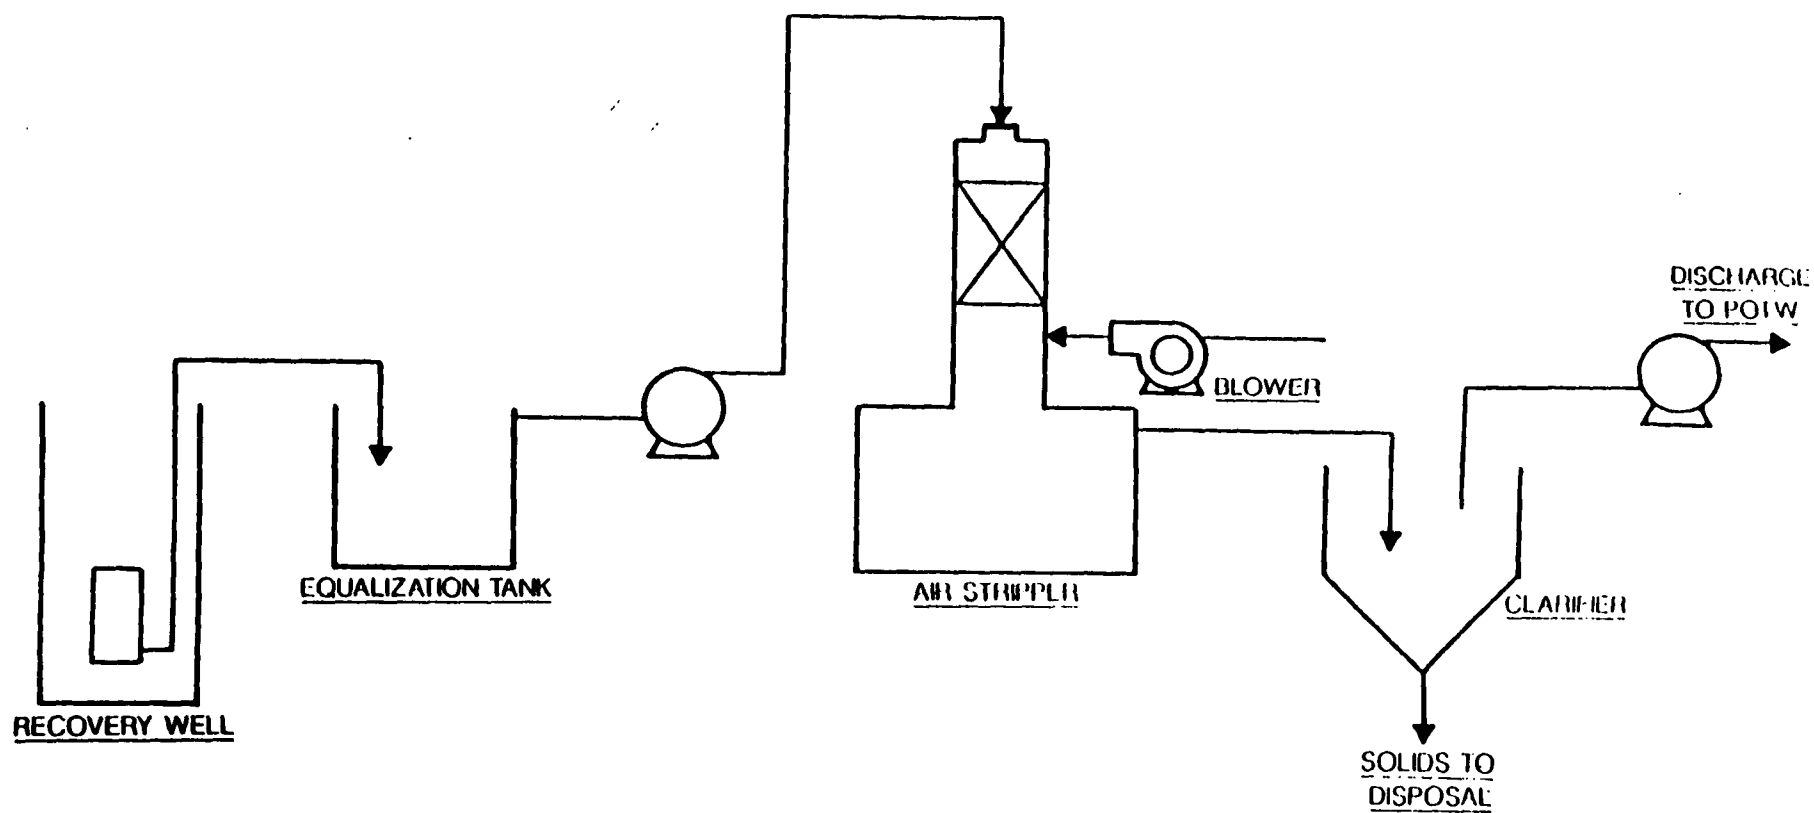 DISCHARGE
TO POTW
BLOWER
EQUALIZATION TANK
AIR STRIPPER
CLARIFIER
RECOVERY WELL
SOLIDS TO
DISPOSAL